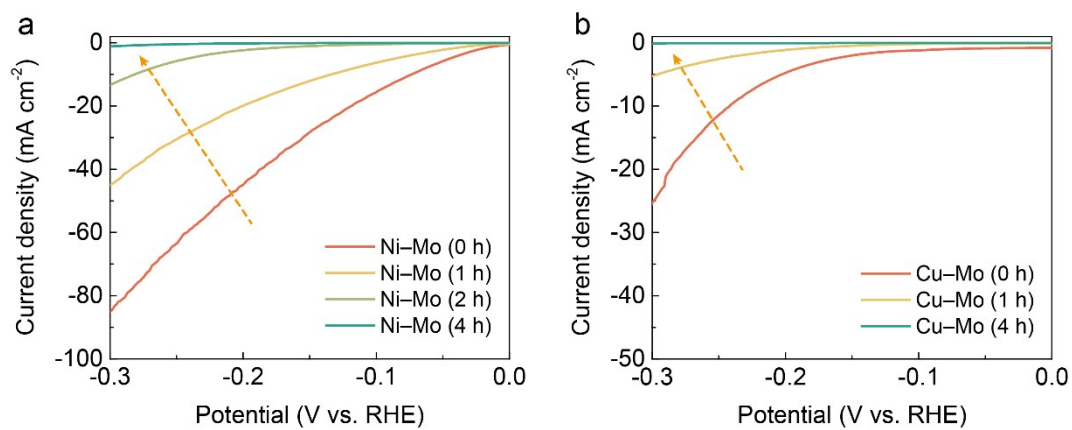 a
Current density (mA cm-2)
0
-20
-40
-60
-80
-100
Ni–Mo (0 h)
Ni–Mo (1 h)
Ni–Mo (2 h)
Ni–Mo (4 h)
-0.3 -0.2 -0.1 0.0
Potential (V vs. RHE)
b
Current density (mA cm-2)
0
-10
-20
-30
-40
-50
Cu–Mo (0 h)
Cu–Mo (1 h)
Cu–Mo (4 h)
-0.3 -0.2 -0.1 0.0
Potential (V vs. RHE)